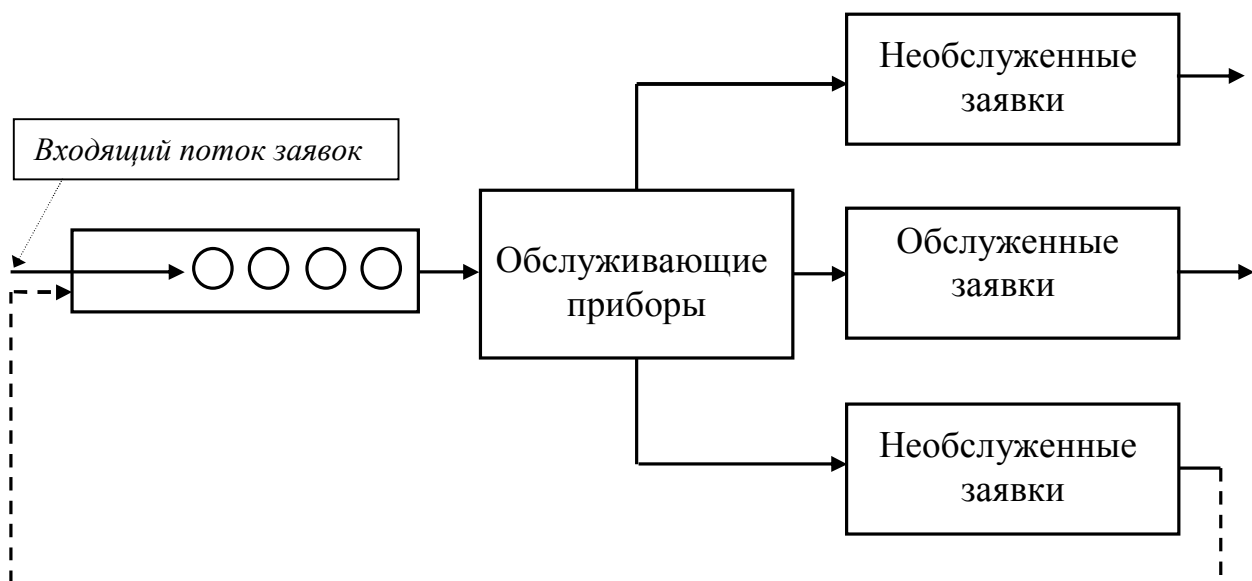 Необслуженные
заявки
Входящий поток заявок
Обслуживающие
приборы
Обслуженные
заявки
Необслуженные
заявки